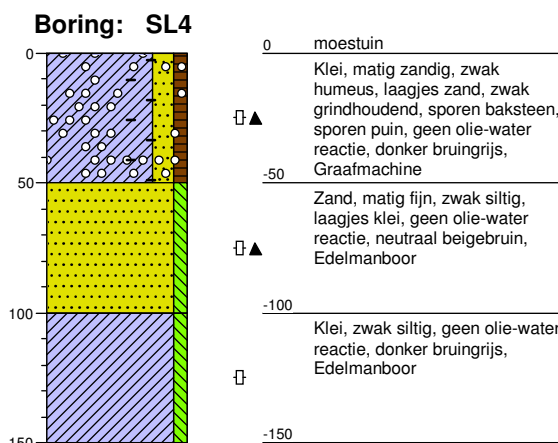 Boring: SL4
0
50
100
150
0 moestuin
Klei, matig zandig, zwak
humeus, laagjes zand, zwak
grindhoudend, sporen baksteen,
sporen puin, geen olie-water
reactie, donker bruingrijs,
Graafmachine
-50
Zand, matig fijn, zwak siltig,
laagjes klei, geen olie-water
reactie, neutraal beigebruin,
Edelmanboor
-100
Klei, zwak siltig, geen olie-water
reactie, donker bruingrijs,
Edelmanboor
-150